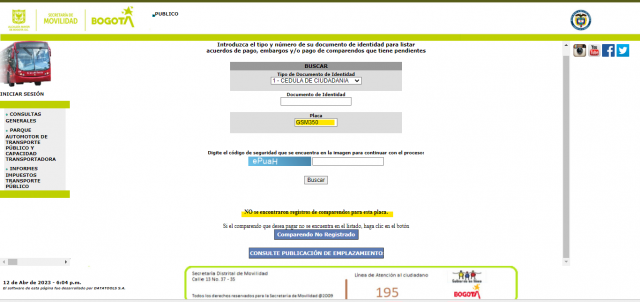 SECRETARÍA DE
MOVILIDAD
BOGOTÁ
PUBLICO
Introduzca el tipo y número de su documento de identidad para listar
acuerdos de pago, embargos y/o pago de comparendos que tiene pendientes
BUSCAR
Tipo de Documento de Identidad
1 - CEDULA DE CIUDADANIA
Documento de Identidad
Placa
GSM350
Digite el código de seguridad que se encuentra en la imagen para continuar con el proceso:
ePuaH
Buscar
NO se encontraron registros de comparendos para esta placa.
Si el comparendo que desea pagar no se encuentra en el listado, haga clic en el botón
Comparendo No Registrado
CONSULTE PUBLICACIÓN DE EMPLAZAMIENTO
INICIAR SESIÓN
CONSULTAS
GENERALES
PARQUE
AUTOMOTOR DE
TRANSPORTE
PÚBLICO Y
CAPACIDAD
TRANSPORTADORA
INFORMES
IMPUESTOS
TRANSPORTE
PÚBLICO
You
Tube
12 de Abr de 2023 - 6:04 p.m.
El software de esta página fue desarrollado por DATATOOLS S.A.
Secretaría Distrital de Movilidad
Calle 13 No. 37 - 35
Todos los derechos reservados para la Secretaría de Movilidad @2009
Línea de Atención al ciudadano
195
BOGOTÁ